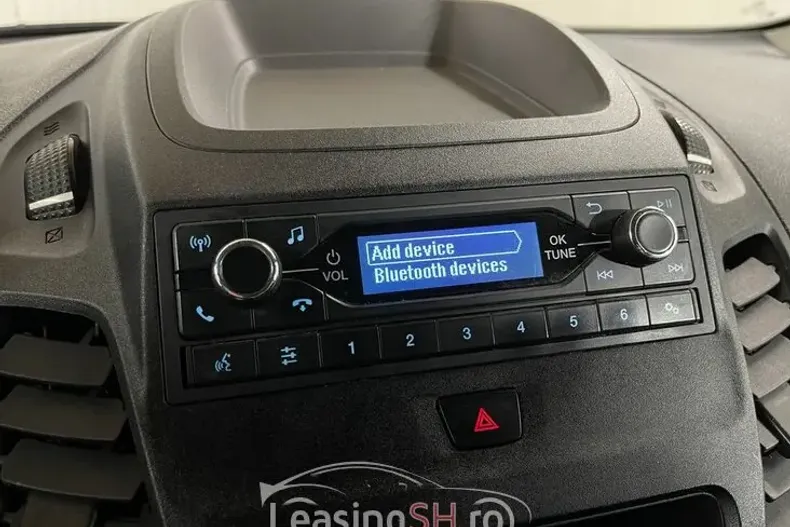 Add device
Bluetooth devices
VOL
OK
TUNE
1 2 3 4 5 6
LeasingSH.ro